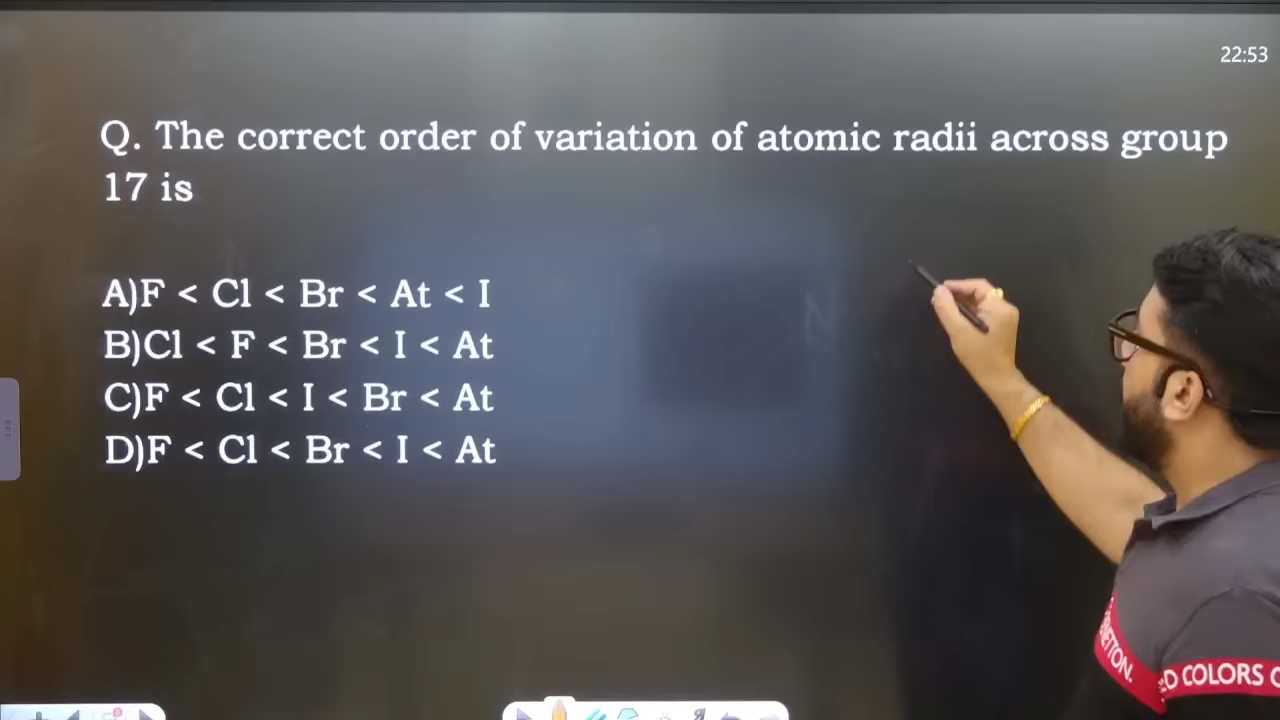 22:53
Q. The correct order of variation of atomic radii across group
17 is
A)F < Cl < Br < At < I
B)Cl < F < Br < I < At
C)F < Cl < I < Br < At
D)F < Cl < Br < I < At
COLORS